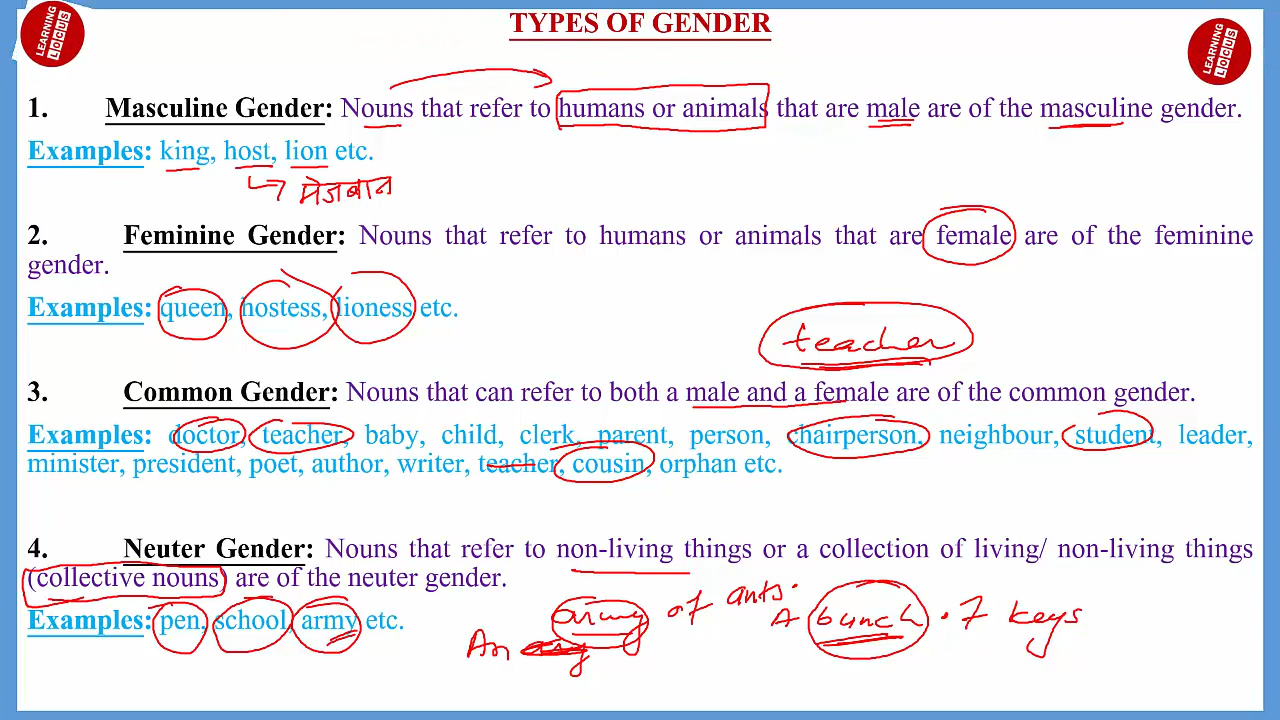 LEARNING LOCUS
TYPES OF GENDER
LEARNING LOCUS
1. Masculine Gender: Nouns that refer to humans or animals that are male are of the masculine gender.
Examples: king, host, lion etc.
मेजबान
2. Feminine Gender: Nouns that refer to humans or animals that are female are of the feminine
gender.
Examples: queen, hostess, lioness etc.
teacher
3. Common Gender: Nouns that can refer to both a male and a female are of the common gender.
Examples: doctor, teacher, baby, child, clerk, parent, person, chairperson, neighbour, student, leader,
minister, president, poet, author, writer, teacher, cousin, orphan etc.
4. Neuter Gender: Nouns that refer to non-living things or a collection of living/ non-living things
(collective nouns) are of the neuter gender.
Examples: pen, school, army etc.
An army of ants.
A bunch of keys